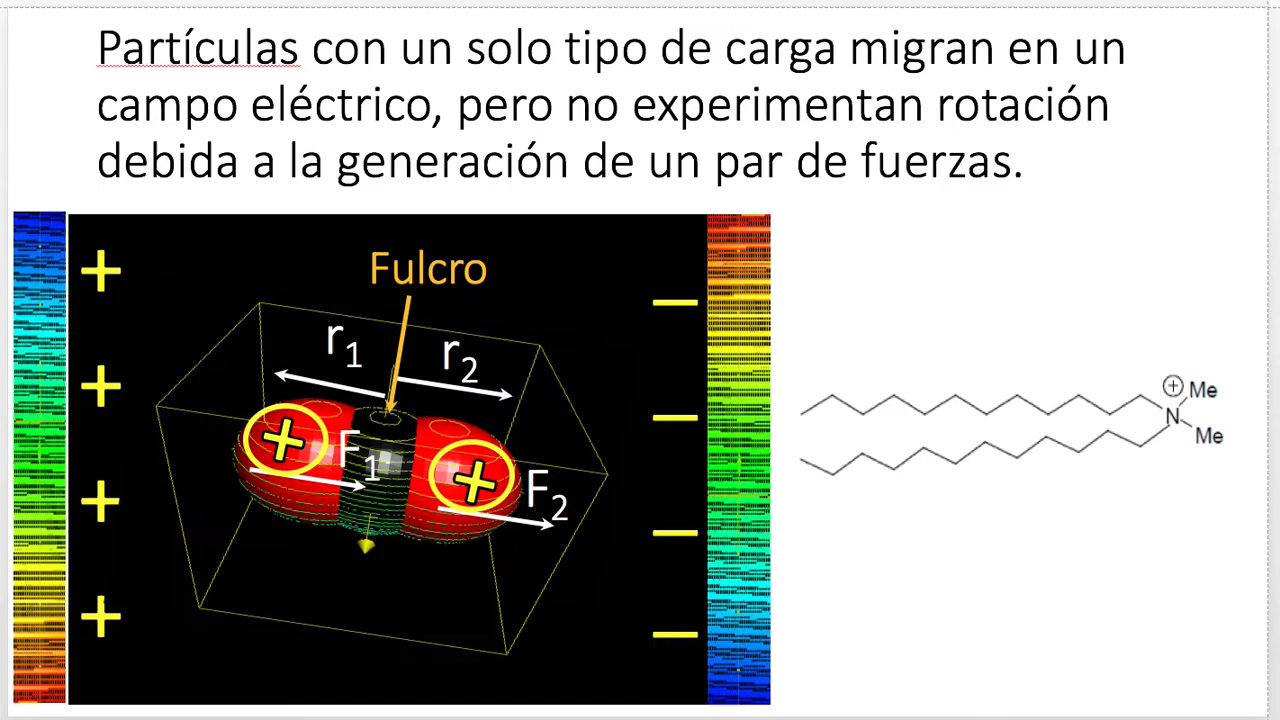 Partículas con un solo tipo de carga migran en un
campo eléctrico, pero no experimentan rotación
debida a la generación de un par de fuerzas.
Fulcro
r₁
r₂
+ −
+ −
+ −
+ −
+ F₁
+ F₂
+ Me
N
Me